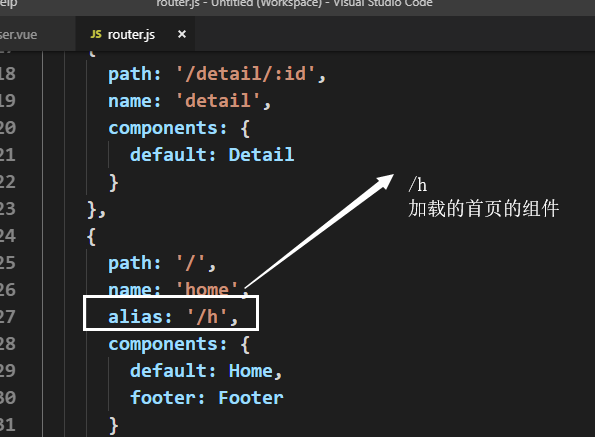 elp
router.js - Untitled (Workspace) - Visual Studio Code
ser.vue
JS router.js ×
{
18 path: '/detail/:id',
19 name: 'detail',
20 components: {
21 default: Detail
22 }
23 },
24 {
25 path: '/',
26 name: 'home',
27 alias: '/h',
28 components: {
29 default: Home,
30 footer: Footer
31 }
/h
加载的首页的组件